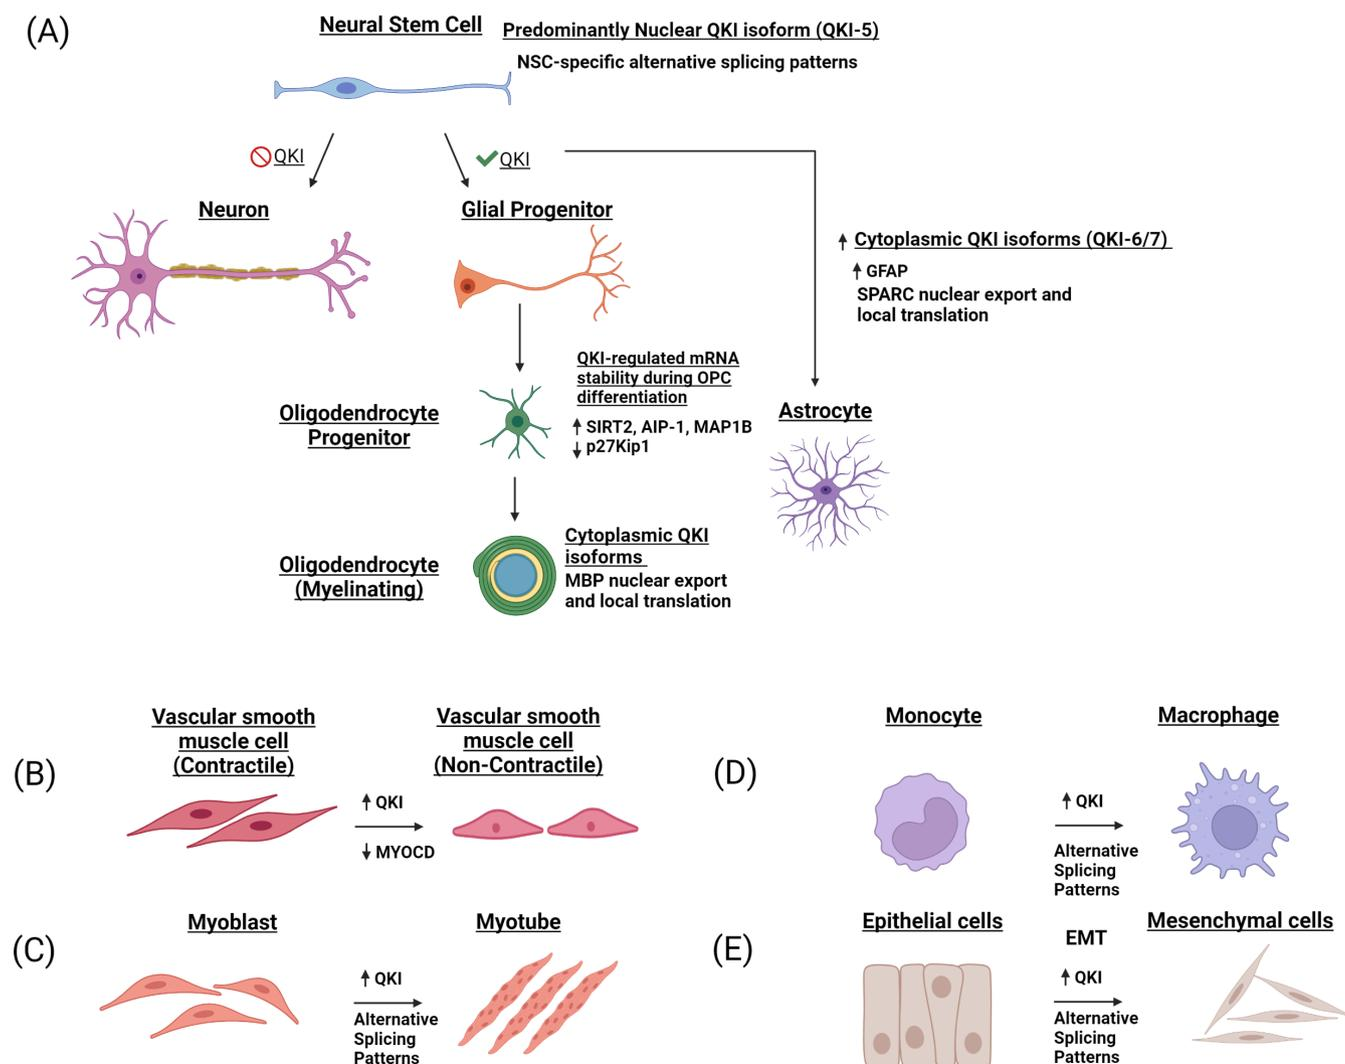 (A)
Neural Stem Cell
Predominantly Nuclear QKI isoform (QKI-5)
NSC-specific alternative splicing patterns
QKI
QKI
Neuron
Glial Progenitor
Cytoplasmic QKI isoforms (QKI-6/7)
GFAP
SPARC nuclear export and
local translation
QKI-regulated mRNA
stability during OPC
differentiation
SIRT2, AIP-1, MAP1B
p27Kip1
Oligodendrocyte
Progenitor
Astrocyte
Cytoplasmic QKI
isoforms
MBP nuclear export
and local translation
Oligodendrocyte
(Myelinating)
(B)
Vascular smooth
muscle cell
(Contractile)
QKI
MYOCD
Vascular smooth
muscle cell
(Non-Contractile)
(D)
Monocyte
QKI
Alternative
Splicing
Patterns
Macrophage
(C)
Myoblast
QKI
Alternative
Splicing
Patterns
Myotube
(E)
Epithelial cells
EMT
QKI
Alternative
Splicing
Patterns
Mesenchymal cells